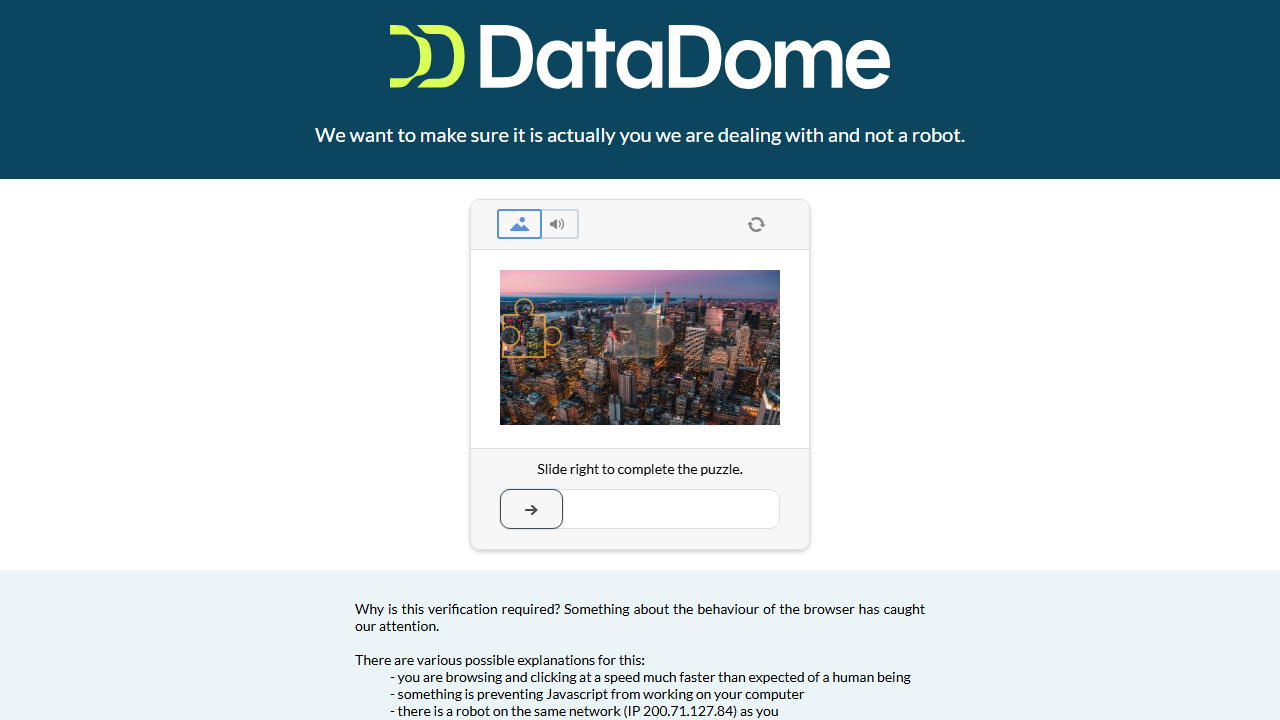 DataDome
We want to make sure it is actually you we are dealing with and not a robot.
Slide right to complete the puzzle.
Why is this verification required? Something about the behaviour of the browser has caught
our attention.
There are various possible explanations for this:
- you are browsing and clicking at a speed much faster than expected of a human being
- something is preventing Javascript from working on your computer
- there is a robot on the same network (IP 200.71.127.84) as you